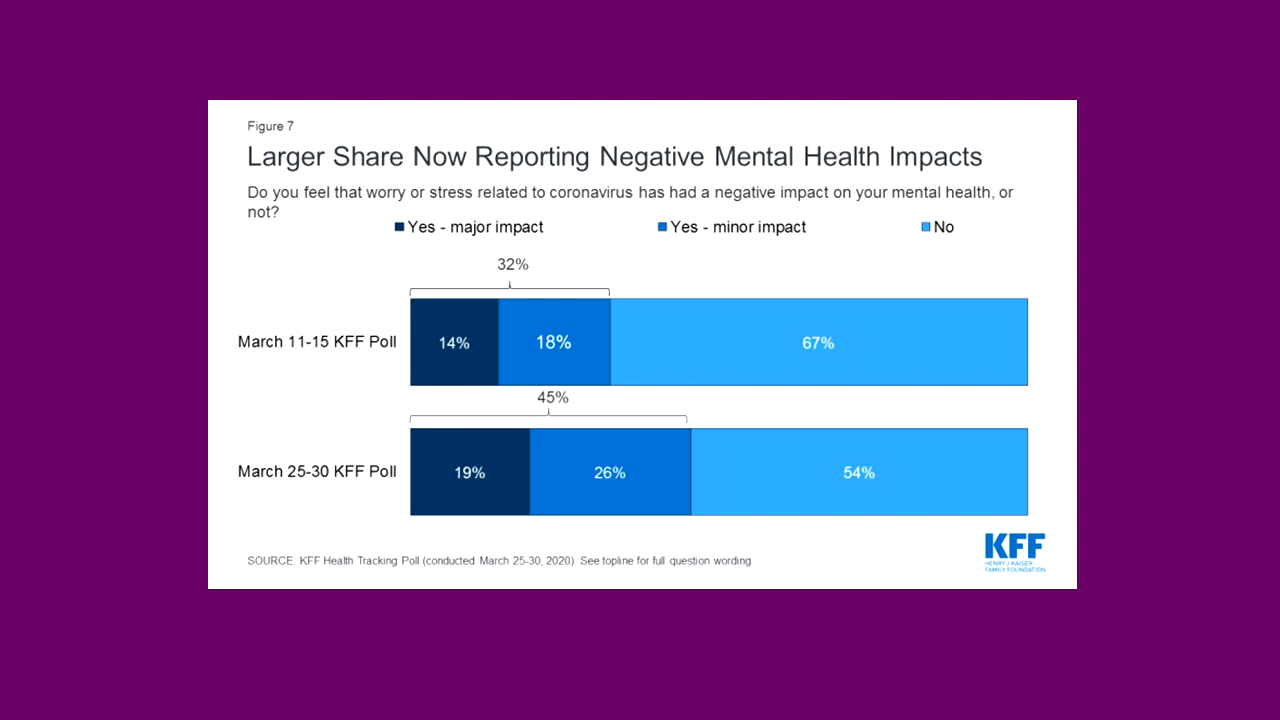 Figure 7
Larger Share Now Reporting Negative Mental Health Impacts
Do you feel that worry or stress related to coronavirus has had a negative impact on your mental health, or
not?
Yes - major impact Yes - minor impact No
32%
March 11-15 KFF Poll 14% 18% 67%
45%
March 25-30 KFF Poll 19% 26% 54%
SOURCE: KFF Health Tracking Poll (conducted March 25-30, 2020) See topline for full question wording
KFF
HENRY J KAISER
FAMILY FOUNDATION